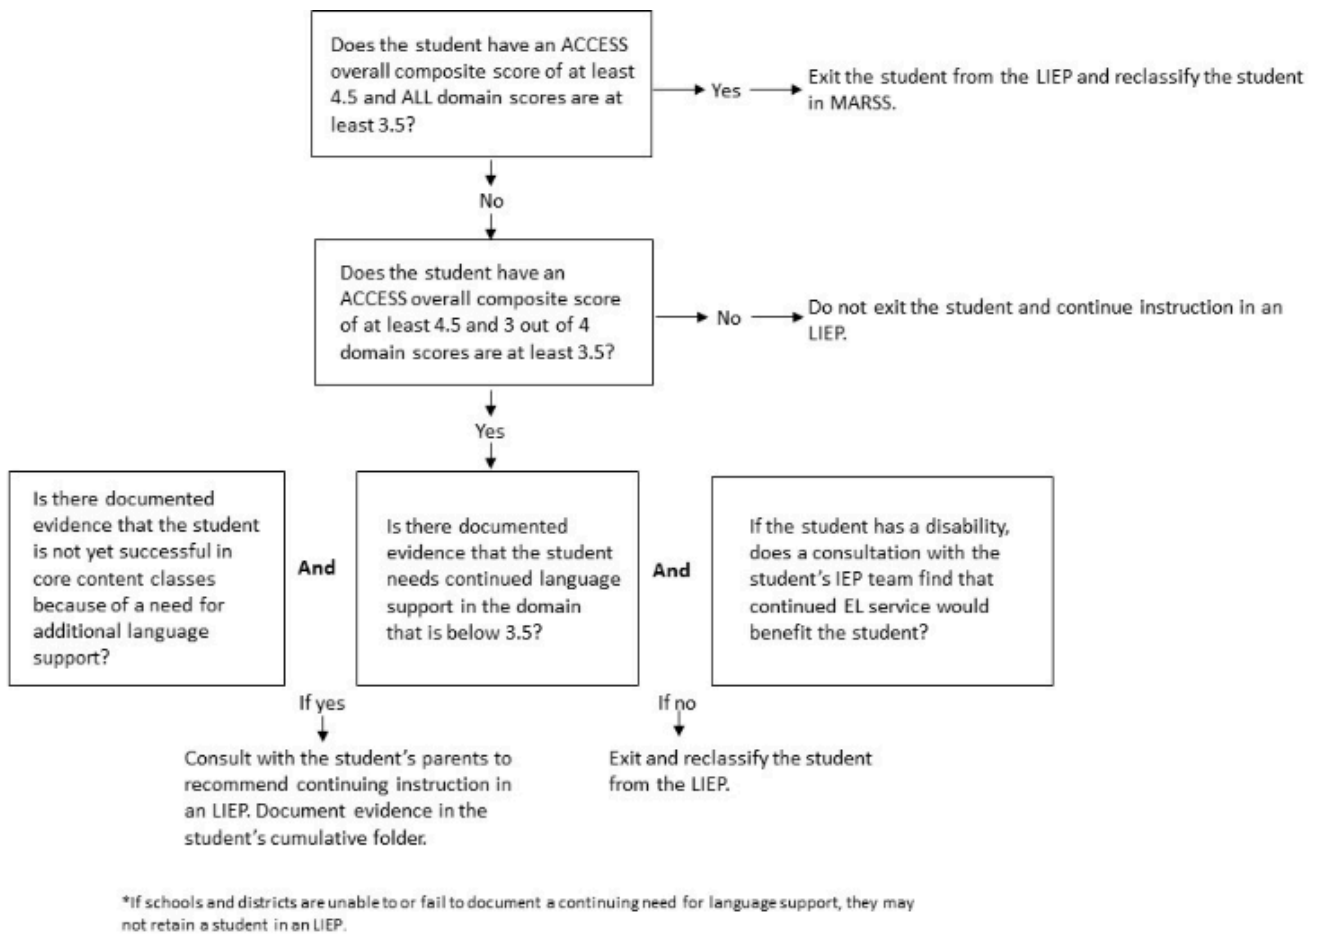 Does the student have an ACCESS
overall composite score of at least
4.5 and ALL domain scores are at
least 3.5?
Yes
Exit the student from the LIEP and reclassify the student
in MARSS.
No
Does the student have an
ACCESS overall composite score
of at least 4.5 and 3 out of 4
domain scores are at least 3.5?
No
Do not exit the student and continue instruction in an
LIEP.
Yes
Is there documented
evidence that the student
is not yet successful in
core content classes
because of a need for
additional language
support?
And
Is there documented
evidence that the student
needs continued language
support in the domain
that is below 3.5?
And
If the student has a disability,
does a consultation with the
student's IEP team find that
continued EL service would
benefit the student?
If yes
Consult with the student's parents to
recommend continuing instruction in
an LIEP. Document evidence in the
student's cumulative folder.
If no
Exit and reclassify the student
from the LIEP.
*If schools and districts are unable to or fail to document a continuing need for language support, they may
not retain a student in an LIEP.